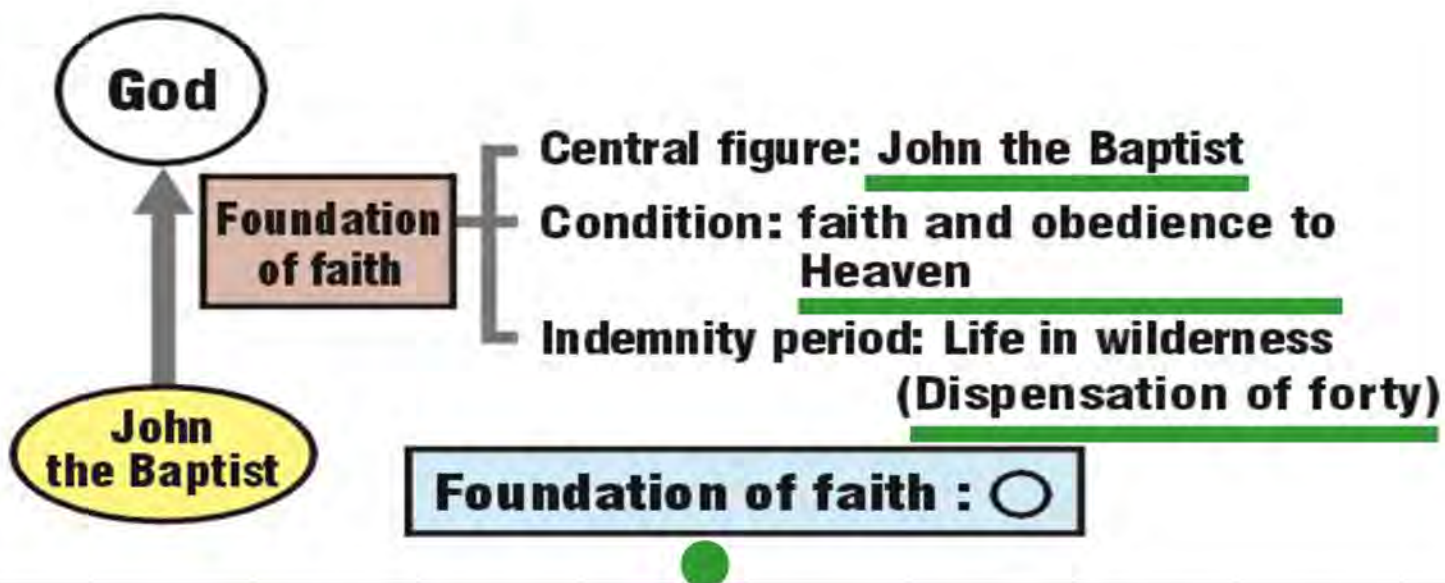 God
Foundation
of faith
Central figure: John the Baptist
Condition: faith and obedience to
Heaven
Indemnity period: Life in wilderness
(Dispensation of forty)
John
the Baptist
Foundation of faith : ○